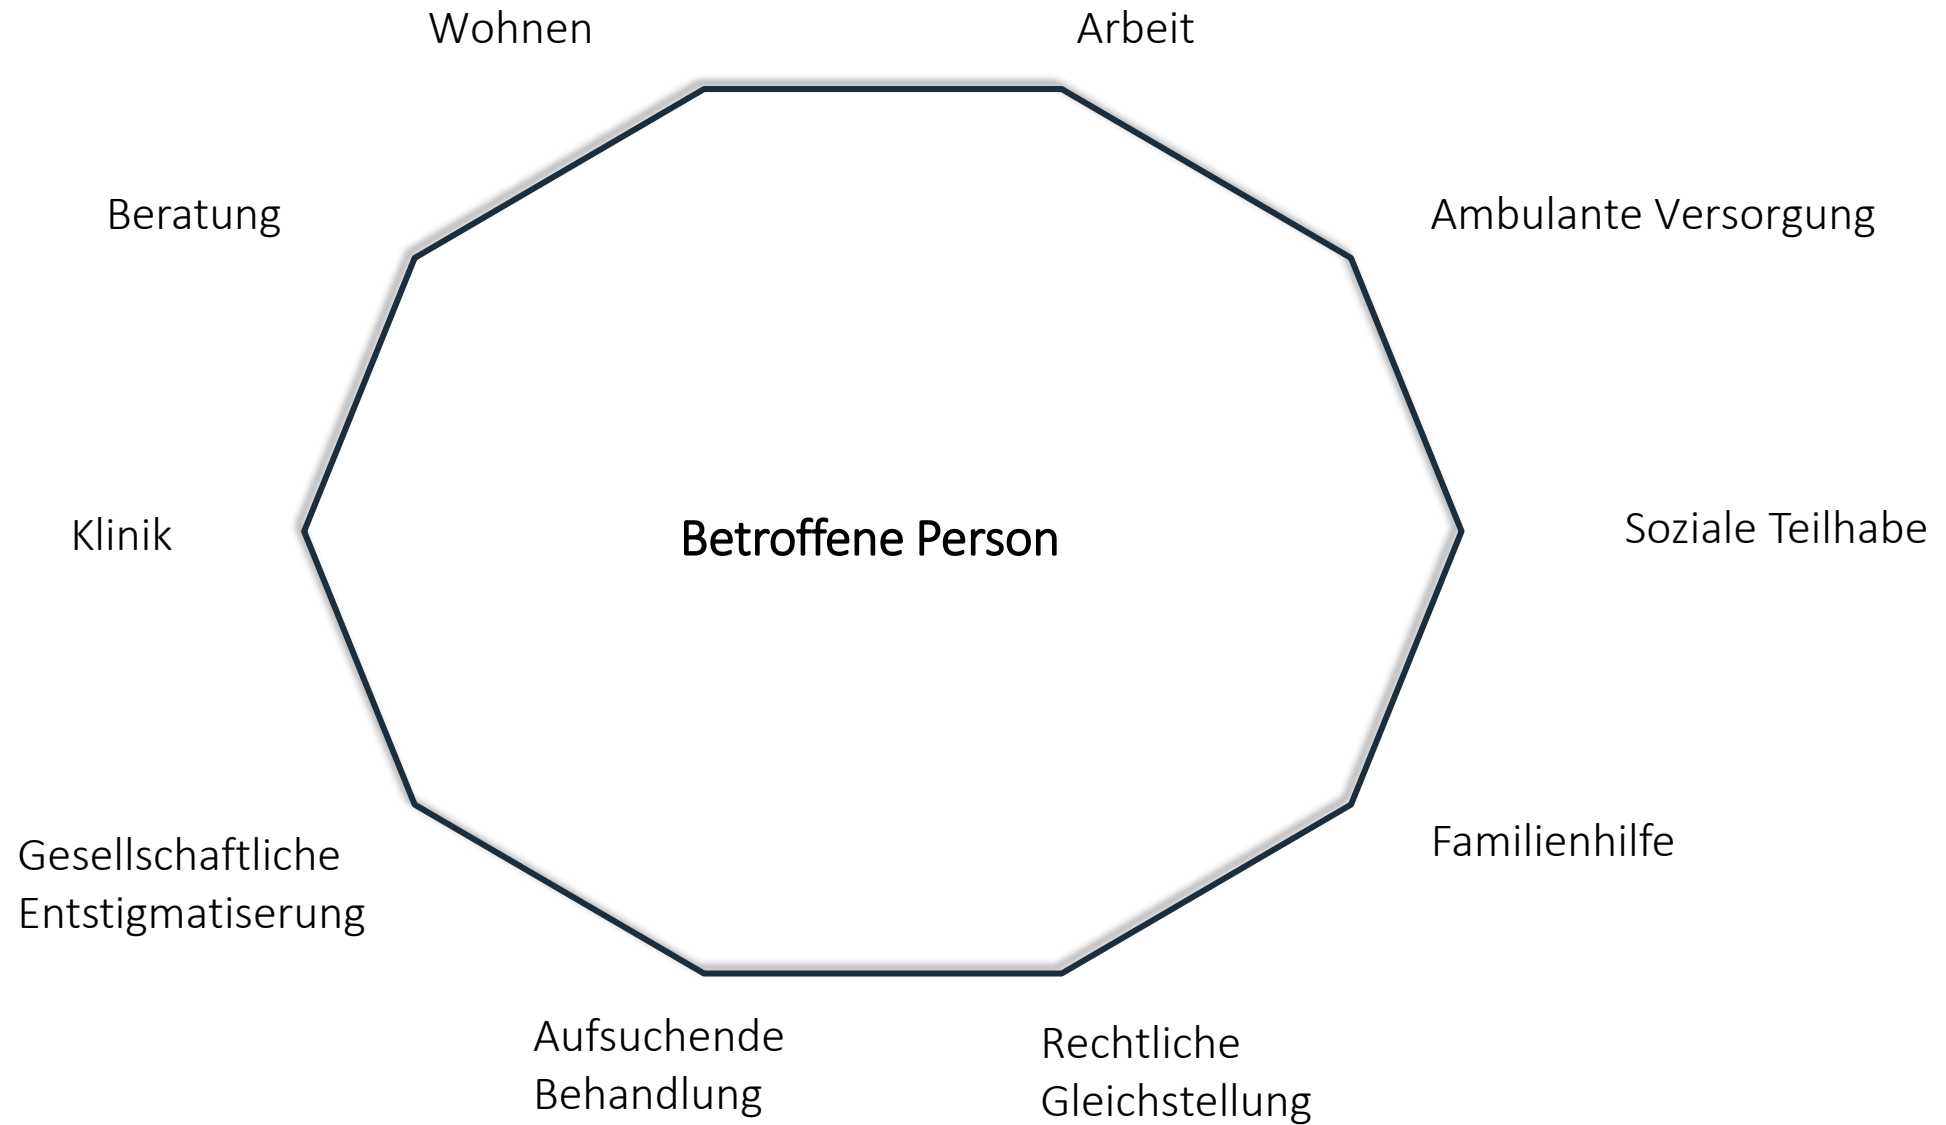 Wohnen
Arbeit
Beratung
Ambulante Versorgung
Klinik
Betroffene Person
Soziale Teilhabe
Familienhilfe
Gesellschaftliche
Entstigmatiserung
Aufsuchende
Behandlung
Rechtliche
Gleichstellung